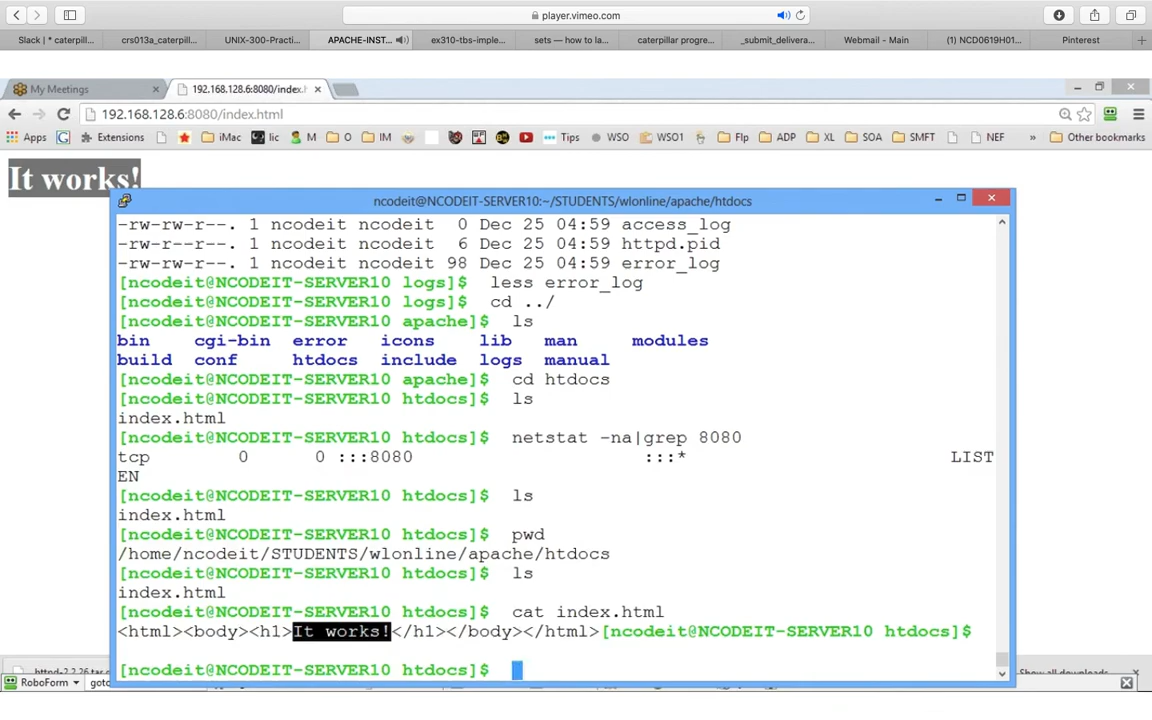 player.vimeo.com
Slack | * caterpill... crs013a_caterpill... UNIX-300-Practi... APACHE-INST... ex310-tbs-imple... sets — how to la... caterpillar progre... _submit_delivera... Webmail - Main (1) NCD0619H01... Pinterest
My Meetings 192.168.128.6:8080/index.h
192.168.128.6:8080/index.html
Apps Extensions iMac lic M O IM Tips WSO WSO1 Flp ADP XL SOA SMFT NEF » Other bookmarks
It works!
ncodeit@NCODEIT-SERVER10:~/STUDENTS/wlonline/apache/htdocs
-rw-rw-r--. 1 ncodeit ncodeit 0 Dec 25 04:59 access_log
-rw-r--r--. 1 ncodeit ncodeit 6 Dec 25 04:59 httpd.pid
-rw-rw-r--. 1 ncodeit ncodeit 98 Dec 25 04:59 error_log
[ncodeit@NCODEIT-SERVER10 logs]$ less error_log
[ncodeit@NCODEIT-SERVER10 logs]$ cd ../
[ncodeit@NCODEIT-SERVER10 apache]$ ls
bin cgi-bin error icons lib man modules
build conf htdocs include logs manual
[ncodeit@NCODEIT-SERVER10 apache]$ cd htdocs
[ncodeit@NCODEIT-SERVER10 htdocs]$ ls
index.html
[ncodeit@NCODEIT-SERVER10 htdocs]$ netstat -na|grep 8080
tcp 0 0 :::8080 :::* LIST
EN
[ncodeit@NCODEIT-SERVER10 htdocs]$ ls
index.html
[ncodeit@NCODEIT-SERVER10 htdocs]$ pwd
/home/ncodeit/STUDENTS/wlonline/apache/htdocs
[ncodeit@NCODEIT-SERVER10 htdocs]$ ls
index.html
[ncodeit@NCODEIT-SERVER10 htdocs]$ cat index.html
<html><body><h1>It works!</h1></body></html>[ncodeit@NCODEIT-SERVER10 htdocs]$
[ncodeit@NCODEIT-SERVER10 htdocs]$
httpd-2.2.26.tar Show all downloads...
RoboForm goto